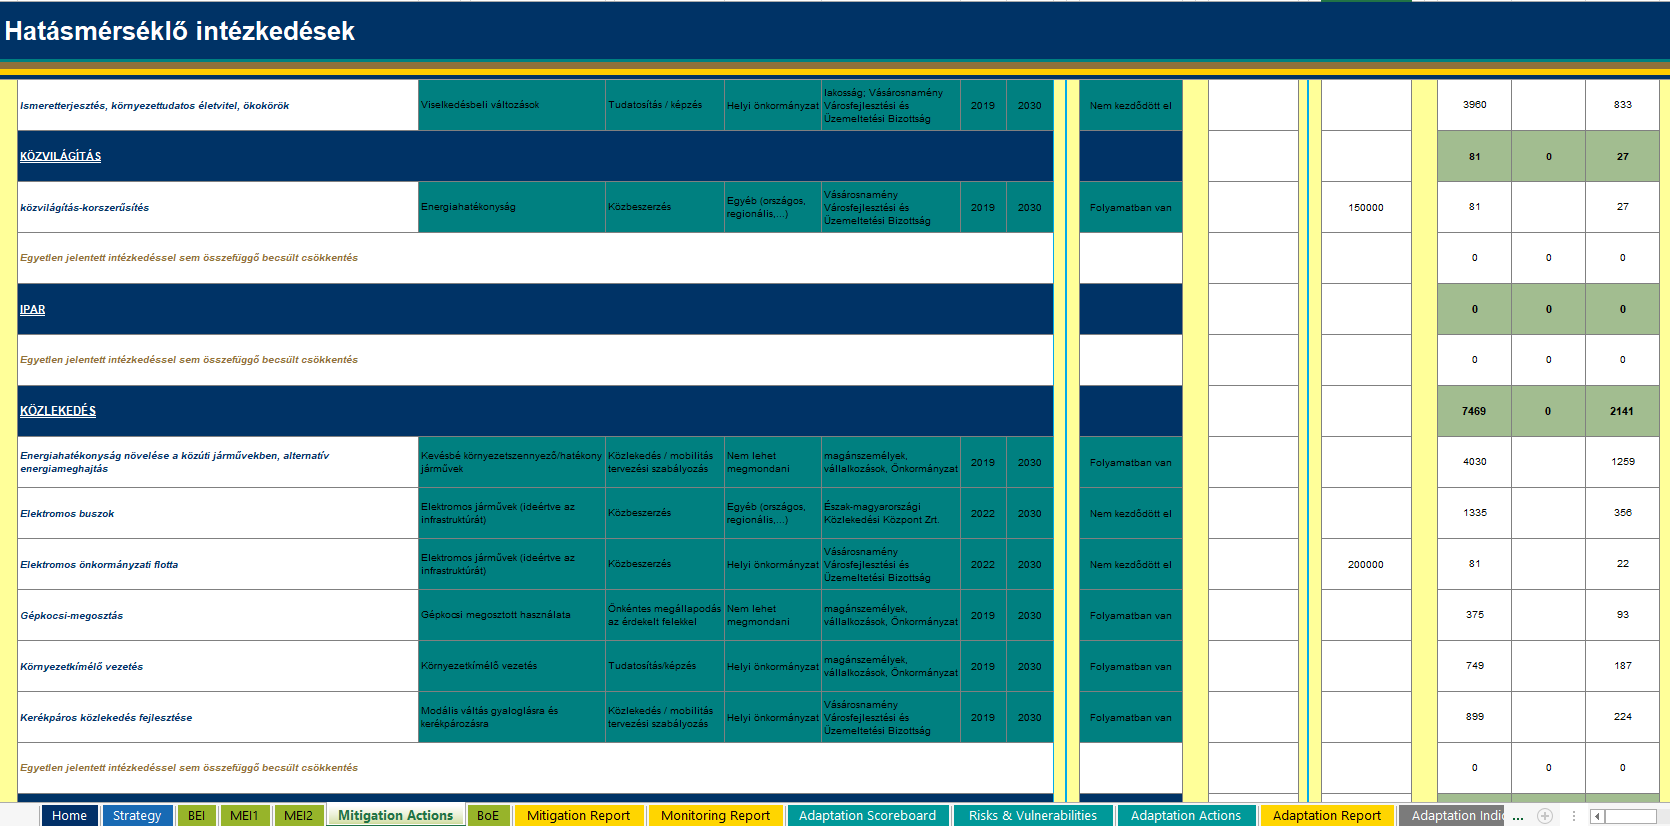 Hatásmérséklő intézkedések
Ismeretterjesztés, környezettudatos életvitel, ökokörök Viselkedésbeli változások Tudatosítás / képzés Helyi önkormányzat lakosság; Vásárosnamény Városfejlesztési és Üzemeltetési Bizottság 2019 2030 Nem kezdődött el 3960 833
KÖZVILÁGÍTÁS 81 0 27
közvilágítás-korszerűsítés Energiahatékonyság Közbeszerzés Egyéb (országos, regionális,...) Vásárosnamény Városfejlesztési és Üzemeltetési Bizottság 2019 2030 Folyamatban van 150000 81 27
Egyetlen jelentett intézkedéssel sem összefüggő becsült csökkentés 0 0 0
IPAR 0 0 0
Egyetlen jelentett intézkedéssel sem összefüggő becsült csökkentés 0 0 0
KÖZLEKEDÉS 7469 0 2141
Energiahatékonyság növelése a közúti járművekben, alternatív energiameghajtás Kevésbé környezetszennyező/hatékony járművek Közlekedés / mobilitás tervezési szabályozás Nem lehet megmondani magánszemélyek, vállalkozások, Önkormányzat 2019 2030 Folyamatban van 4030 1259
Elektromos buszok Elektromos járművek (ideértve az infrastruktúrát) Közbeszerzés Egyéb (országos, regionális,...) Észak-magyarországi Közlekedési Központ Zrt. 2022 2030 Nem kezdődött el 1335 356
Elektromos önkormányzati flotta Elektromos járművek (ideértve az infrastruktúrát) Közbeszerzés Helyi önkormányzat Vásárosnamény Városfejlesztési és Üzemeltetési Bizottság 2022 2030 Nem kezdődött el 200000 81 22
Gépkocsi-megosztás Gépkocsi megosztott használata Önkéntes megállapodás az érdekelt felekkel Nem lehet megmondani magánszemélyek, vállalkozások, Önkormányzat 2019 2030 Folyamatban van 375 93
Környezetkímélő vezetés Környezetkímélő vezetés Tudatosítás/képzés Helyi önkormányzat magánszemélyek, vállalkozások, Önkormányzat 2019 2030 Folyamatban van 749 187
Kerékpáros közlekedés fejlesztése Modális váltás gyaloglásra és kerékpározásra Közlekedés / mobilitás tervezési szabályozás Helyi önkormányzat Vásárosnamény Városfejlesztési és Üzemeltetési Bizottság 2019 2030 Folyamatban van 899 224
Egyetlen jelentett intézkedéssel sem összefüggő becsült csökkentés 0 0 0
Home Strategy BEI MEI1 MEI2 Mitigation Actions BoE Mitigation Report Monitoring Report Adaptation Scoreboard Risks & Vulnerabilities Adaptation Actions Adaptation Report Adaptation Indic ...